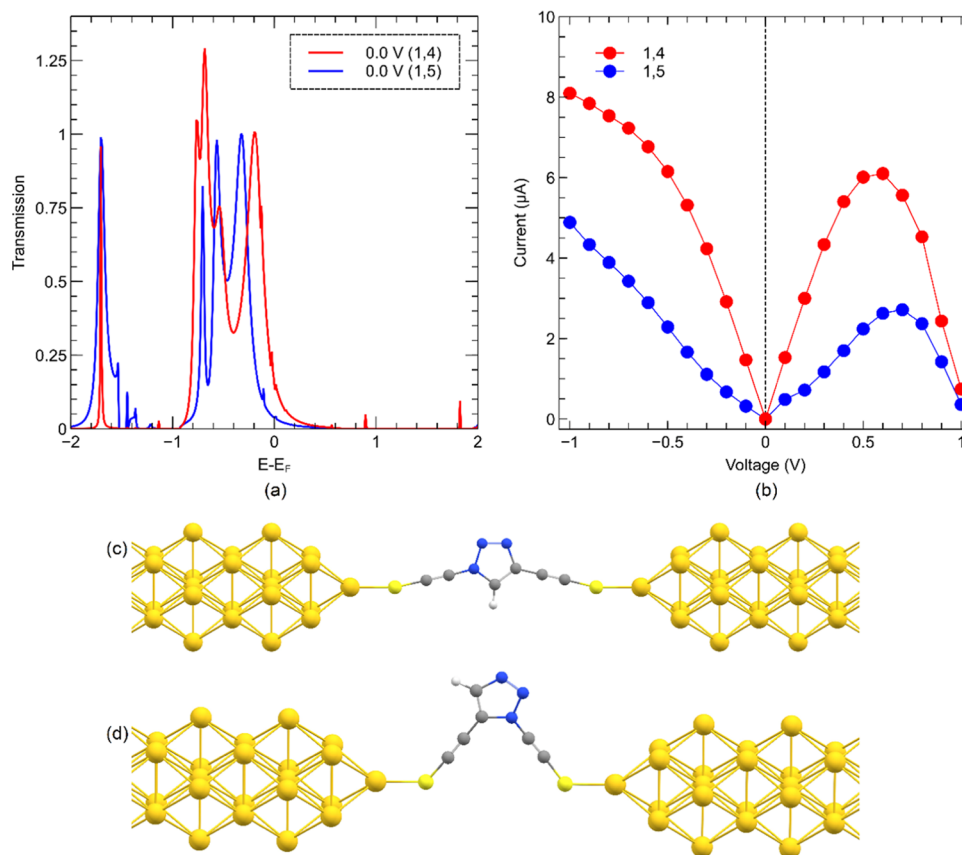 1.25
1
0.75
0.5
0.25
0
Transmission
0.0 V (1,4)
0.0 V (1,5)
−2
−1
0
1
2
E-E_F
(a)
10
8
6
4
2
0
Current (µA)
1,4
1,5
−1
−0.5
0
0.5
1
Voltage (V)
(b)
(c)
(d)